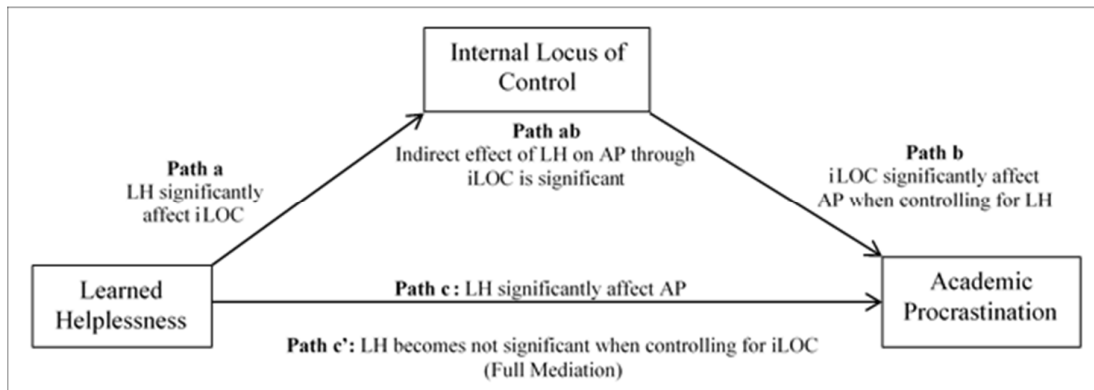 Internal Locus of
Control
Path ab
Indirect effect of LH on AP through
iLOC is significant
Path a
LH significantly
affect iLOC
Path b
iLOC significantly affect
AP when controlling for LH
Learned
Helplessness
Path c : LH significantly affect AP
Academic
Procrastination
Path c’: LH becomes not significant when controlling for iLOC
(Full Mediation)